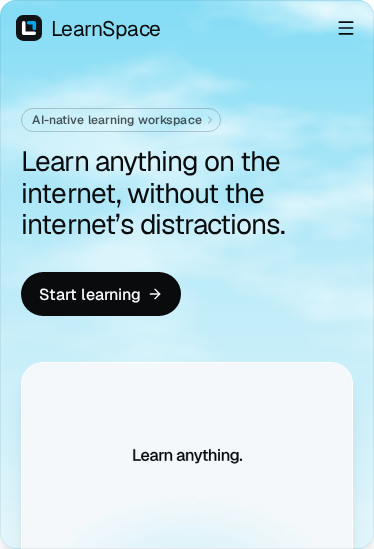 LearnSpace
AI-native learning workspace
Learn anything on the
internet, without the
internet’s distractions.
Start learning →
Learn anything.